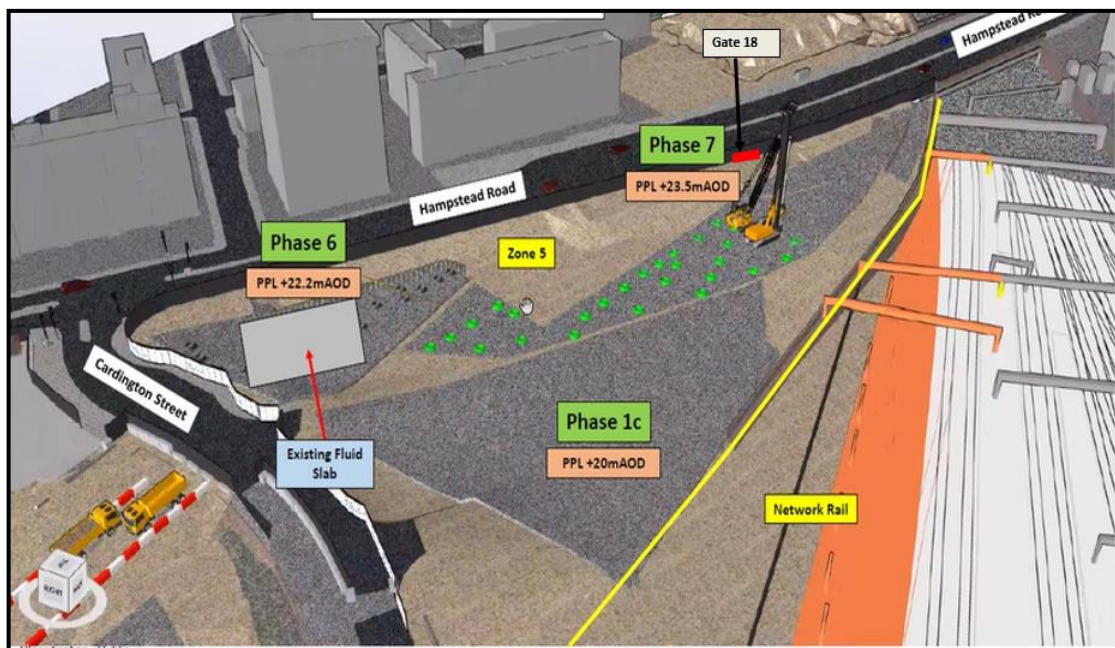 Gate 18
Hampstead
Phase 7
PPL +23.5mAOD
Hampstead Road
Phase 6
PPL +22.2mAOD
Zone 5
Cardington Street
Phase 1c
PPL +20mAOD
Existing Fluid
Slab
Network Rail